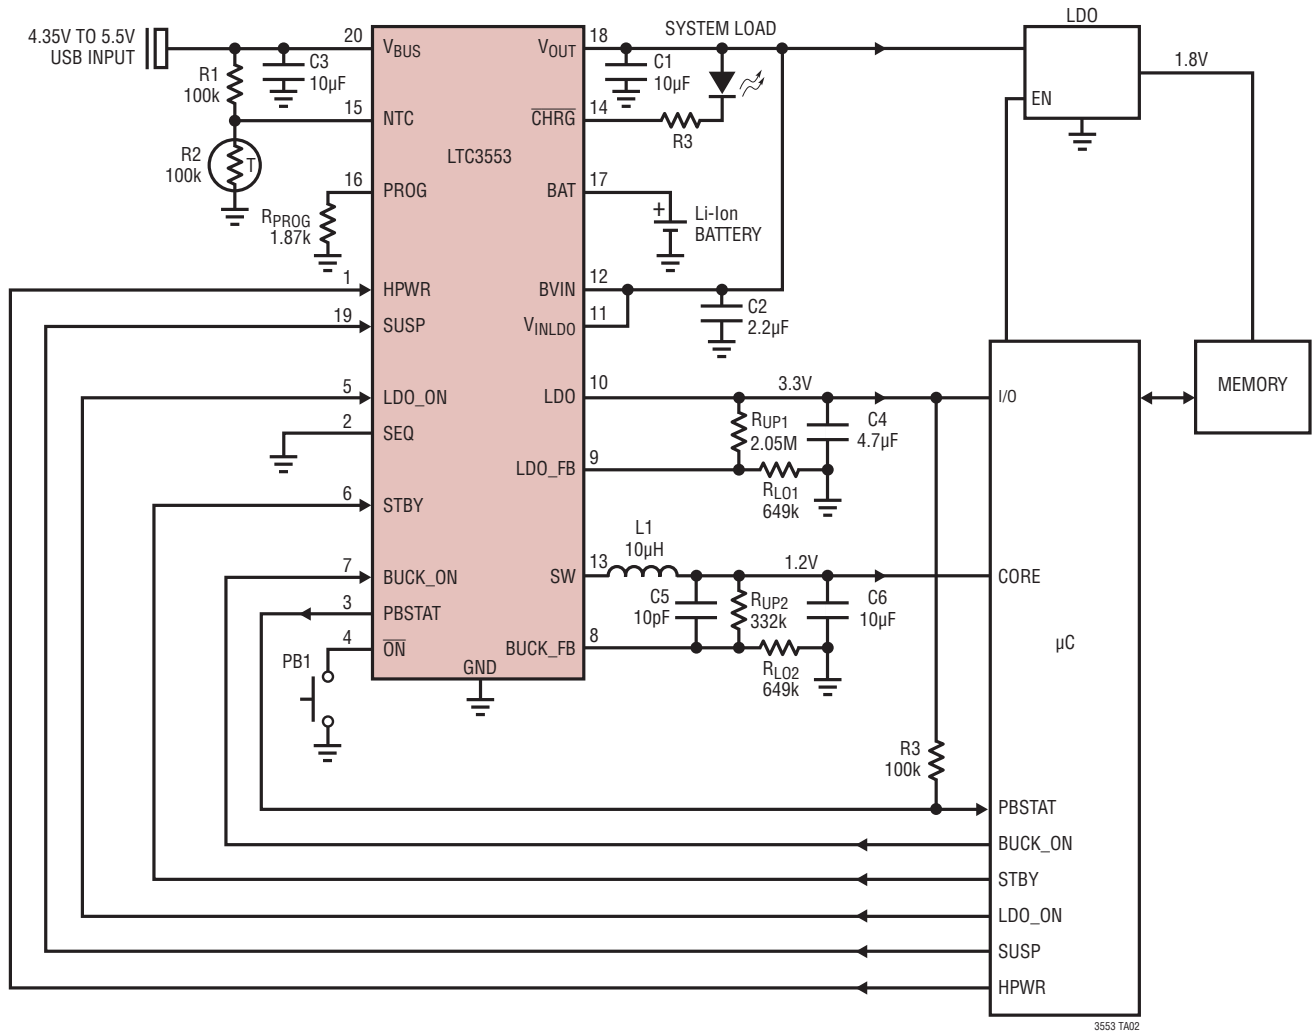 LDO
SYSTEM LOAD
4.35V TO 5.5V
USB INPUT
20
VBUS
VOUT
18
1.8V
R1
100k
C3
10µF
C1
10µF
EN
15
NTC
CHRG
14
R3
LTC3553
R2
100k
T
16
PROG
BAT
17
RPROG
1.87k
+
Li-Ion
BATTERY
1
HPWR
BVIN
12
19
SUSP
VINLDO
11
C2
2.2µF
5
LDO_ON
LDO
10
3.3V
I/O
MEMORY
2
SEQ
RUP1
2.05M
C4
4.7µF
LDO_FB
9
RLO1
649k
6
STBY
L1
10µH
7
BUCK_ON
SW
13
1.2V
CORE
3
PBSTAT
C5
10pF
RUP2
332k
C6
10µF
4
ON
BUCK_FB
8
GND
RLO2
649k
PB1
µC
R3
100k
PBSTAT
BUCK_ON
STBY
LDO_ON
SUSP
HPWR
3553 TA02